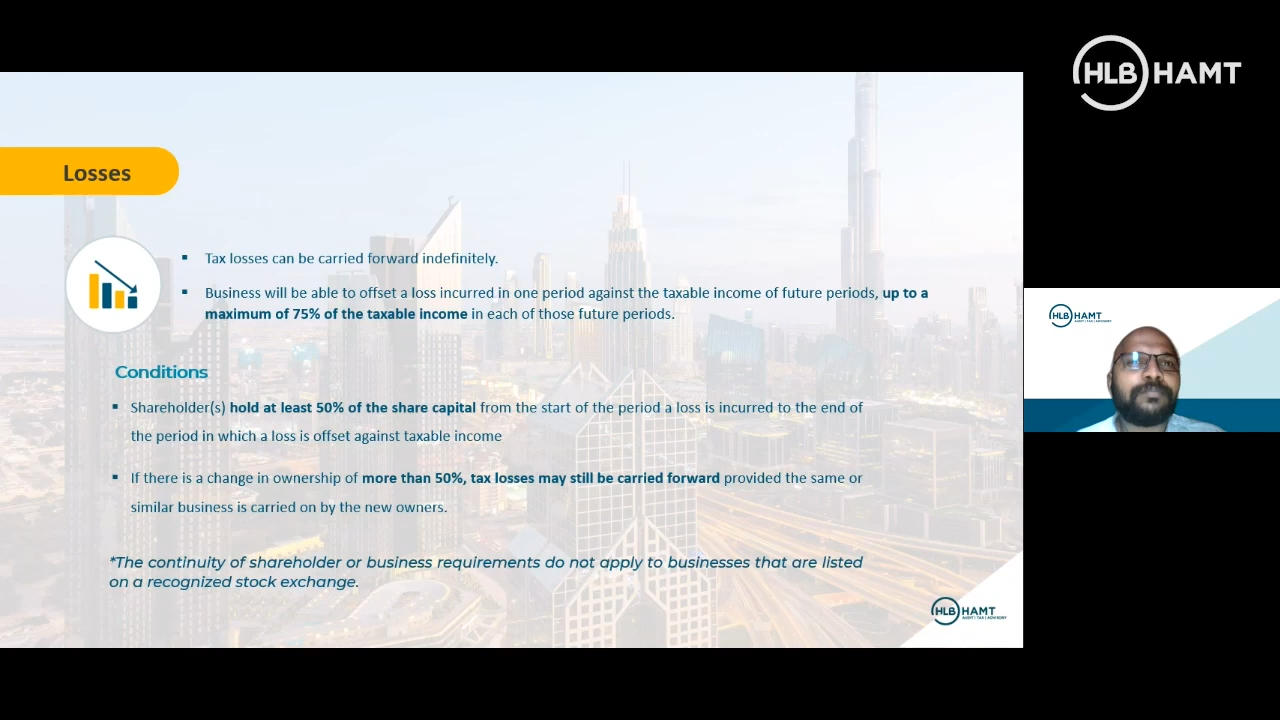 HLB HAMT
Losses
▪ Tax losses can be carried forward indefinitely.
▪ Business will be able to offset a loss incurred in one period against the taxable income of future periods, up to a
maximum of 75% of the taxable income in each of those future periods.
Conditions
▪ Shareholder(s) hold at least 50% of the share capital from the start of the period a loss is incurred to the end of
the period in which a loss is offset against taxable income
▪ If there is a change in ownership of more than 50%, tax losses may still be carried forward provided the same or
similar business is carried on by the new owners.
*The continuity of shareholder or business requirements do not apply to businesses that are listed
on a recognized stock exchange.
HLB HAMT
AUDIT | TAX | ADVISORY
HLB HAMT
AUDIT | TAX | ADVISORY